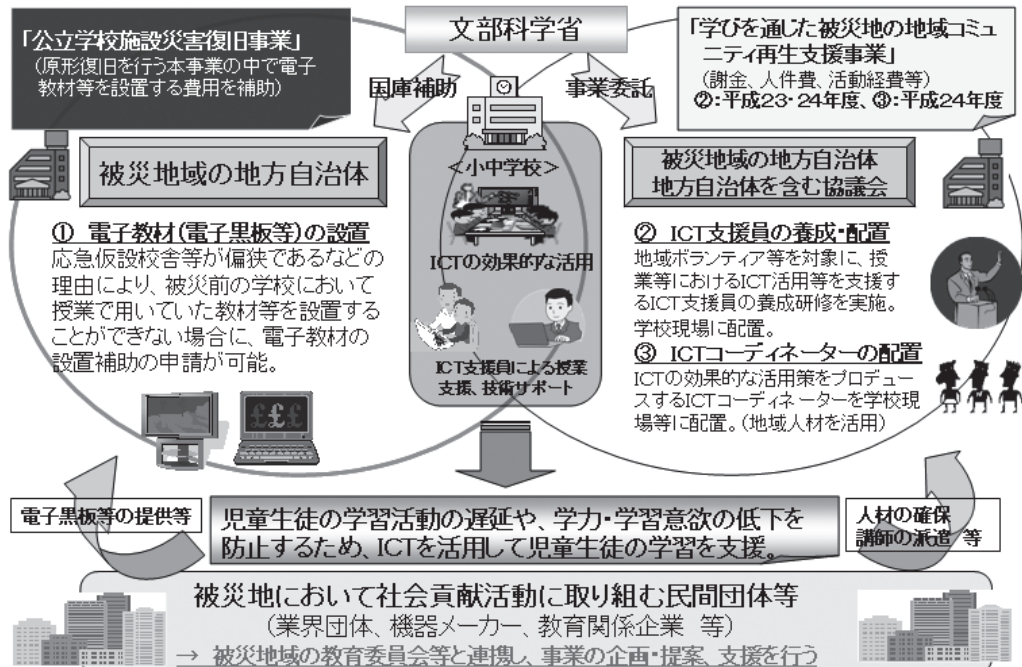 文部科学省
「公立学校施設災害復旧事業」
(原形復旧を行う本事業の中で電子
教材等を設置する費用を補助)
国庫補助
事業委託
「学びを通じた被災地の地域コミュ
ニティ再生支援事業」
(謝金、人件費、活動経費等)
②:平成23・24年度、③:平成24年度
被災地域の地方自治体
<小中学校>
被災地域の地方自治体
地方自治体を含む協議会
① 電子教材(電子黒板等)の設置
応急仮設校舎等が偏狭であるなどの
理由により、被災前の学校において
授業で用いていた教材等を設置する
ことができない場合に、電子教材の
設置補助の申請が可能。
ICTの効果的な活用
ICT支援員による授業
支援、技術サポート
② ICT支援員の養成・配置
地域ボランティア等を対象に、授
業等におけるICT活用等を支援す
るICT支援員の養成研修を実施。
学校現場に配置。
③ ICTコーディネーターの配置
ICTの効果的な活用策をプロデュー
スするICTコーディネーターを学校現
場等に配置。(地域人材を活用)
£££
電子黒板等の提供等
児童生徒の学習活動の遅延や、学力・学習意欲の低下を
防止するため、ICTを活用して児童生徒の学習を支援。
人材の確保
講師の派遣 等
被災地において社会貢献活動に取り組む民間団体等
(業界団体、機器メーカー、教育関係企業 等)
→ 被災地域の教育委員会等と連携し、事業の企画・提案、支援を行う